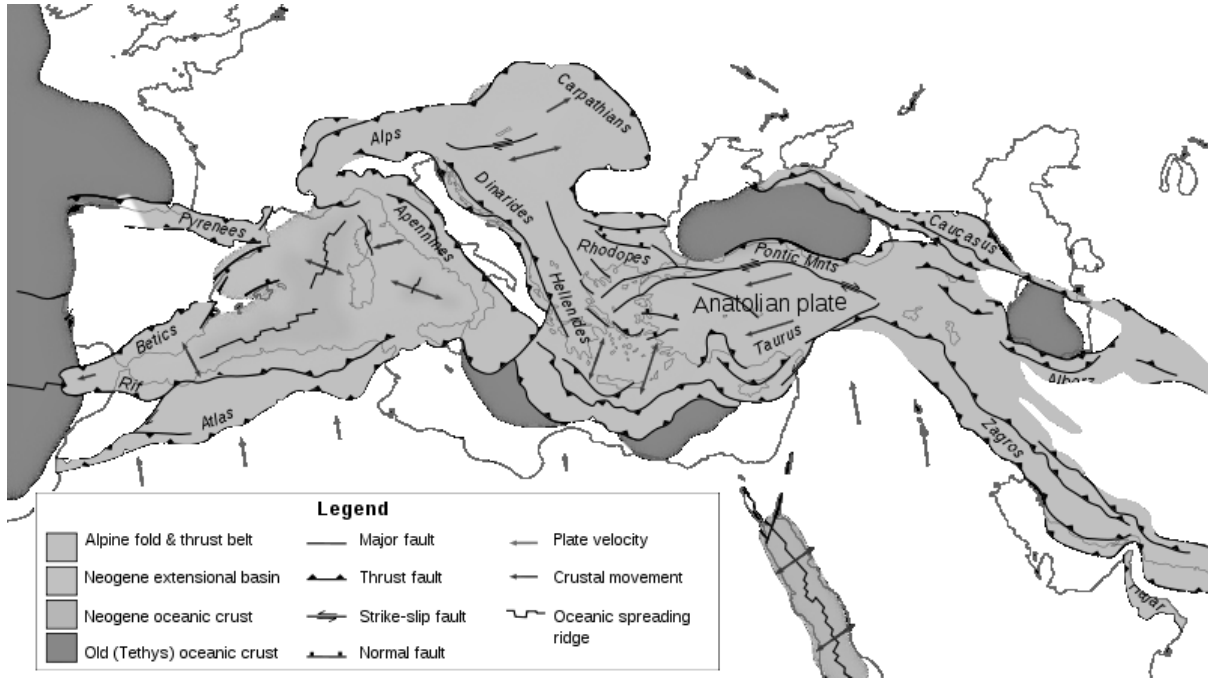 Carpathians
Alps
Dinarides
Pyrenees
Apennines
Rhodopes
Caucasus
Pontic Mnts
Hellenides
Anatolian plate
Betics
Taurus
Rif
Alborz
Atlas
Zagros
Hajar
Legend
Alpine fold & thrust belt
Neogene extensional basin
Neogene oceanic crust
Old (Tethys) oceanic crust
Major fault
Thrust fault
Strike-slip fault
Normal fault
Plate velocity
Crustal movement
Oceanic spreading
ridge